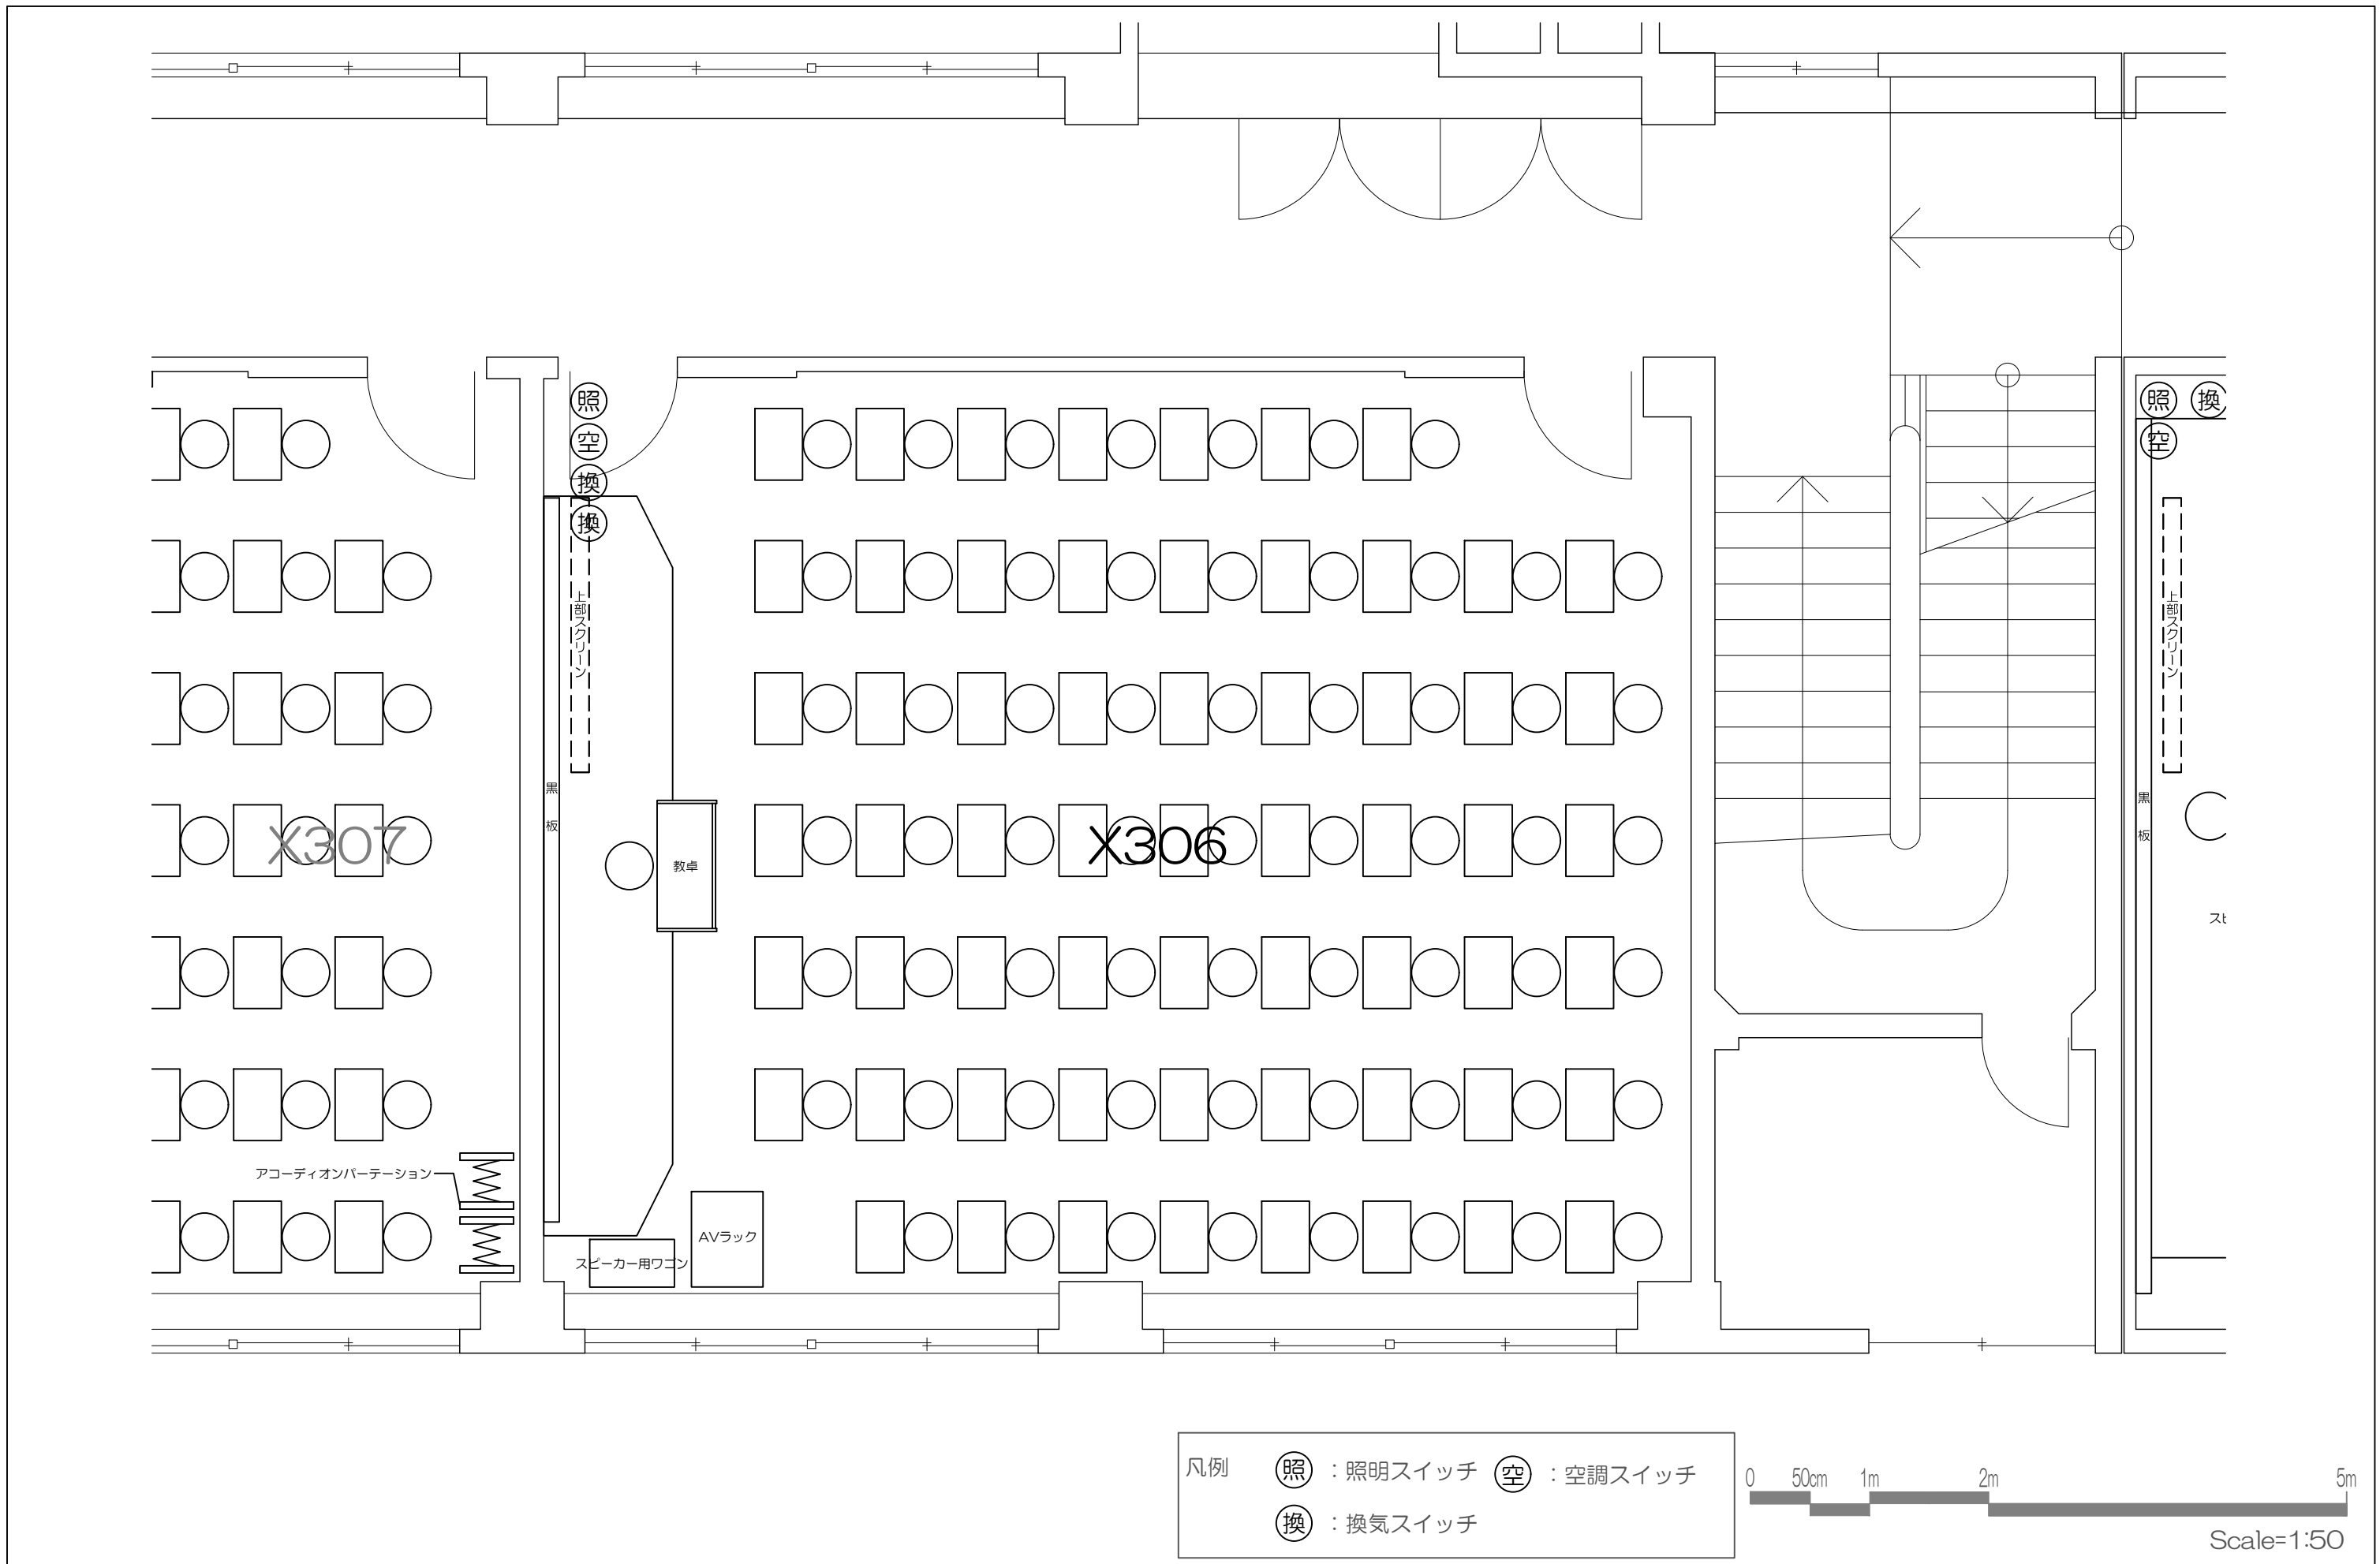 照
空
換
換
照 換
空
上部スクリーン
上部スクリーン
黒板
黒板
X307
X306
教卓
アコーディオンパーテーション
スピーカー用ワゴン
AVラック
凡例
照 ：照明スイッチ 空 ：空調スイッチ
換 ：換気スイッチ
0 50cm 1m 2m 5m
Scale=1:50